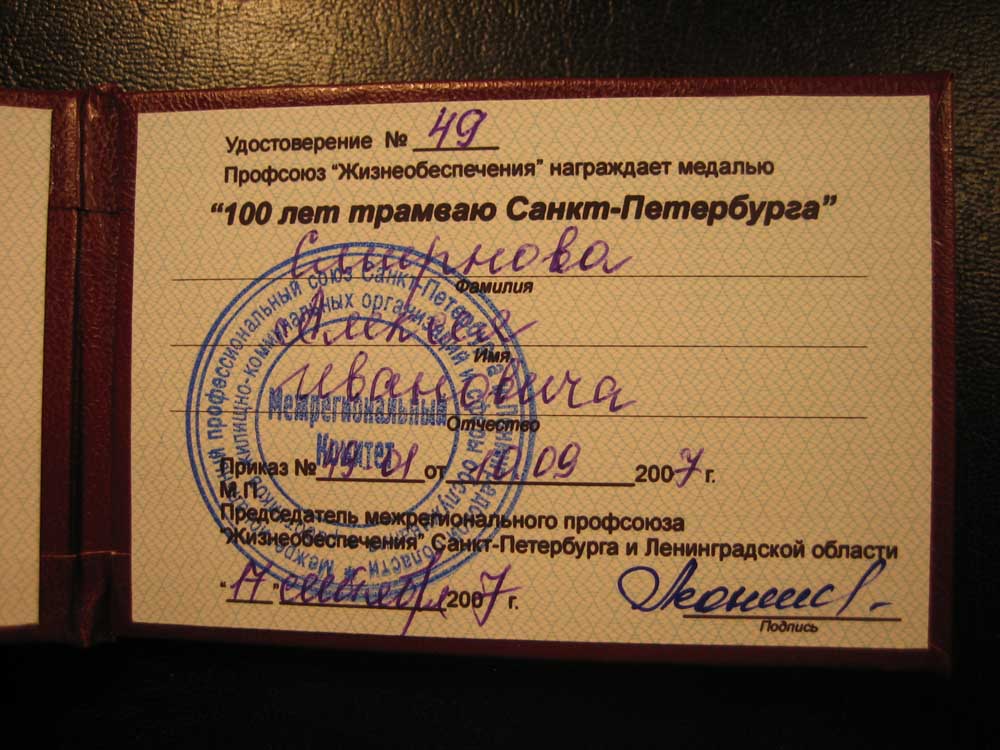 Удостоверение № 49
Профсоюз "Жизнеобеспечения" награждает медалью
"100 лет трамваю Санкт-Петербурга"
Смирнова
Фамилия
Алексея
Имя
Ивановича
Отчество
Приказ № 49-01 от 10.09 2007 г.
М.П.
Председатель межрегионального профсоюза
"Жизнеобеспечения" Санкт-Петербурга и Ленинградской области
"17" сентября 2007 г.
Подпись
Межрегиональный
Комитет